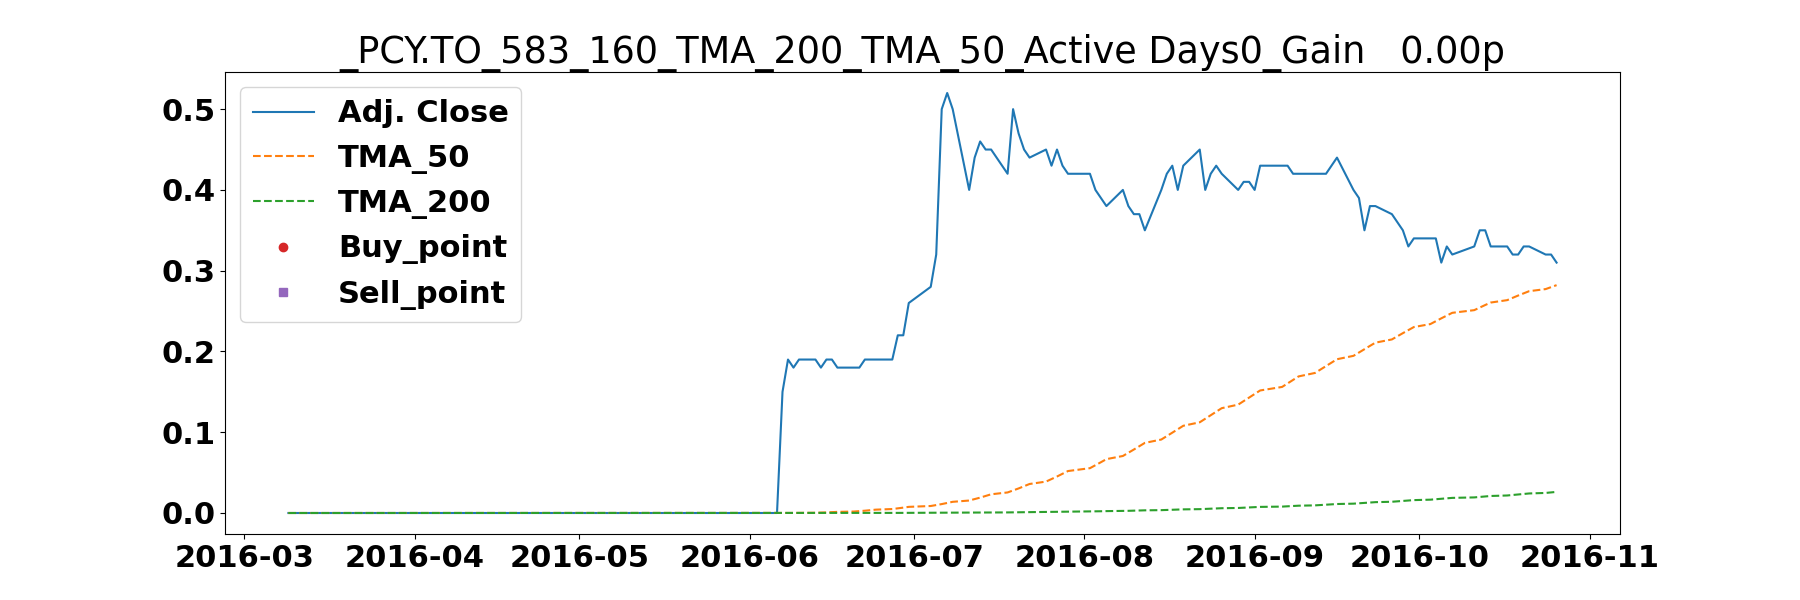 _PCY.TO_583_160_TMA_200_TMA_50_Active Days0_Gain   0.00p
Adj. Close
TMA_50
TMA_200
Buy_point
Sell_point
0.5
0.4
0.3
0.2
0.1
0.0
2016-03 2016-04 2016-05 2016-06 2016-07 2016-08 2016-09 2016-10 2016-11